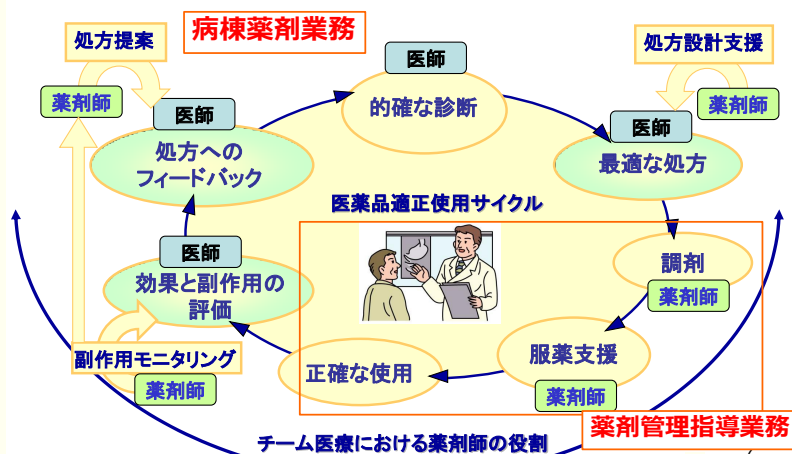 病棟薬剤業務
処方提案
処方設計支援
医師
薬剤師
薬剤師
医師
的確な診断
医師
処方への
フィードバック
最適な処方
医薬品適正使用サイクル
医師
効果と副作用の
評価
調剤
薬剤師
副作用モニタリング
薬剤師
正確な使用
服薬支援
薬剤師
薬剤管理指導業務
チーム医療における薬剤師の役割